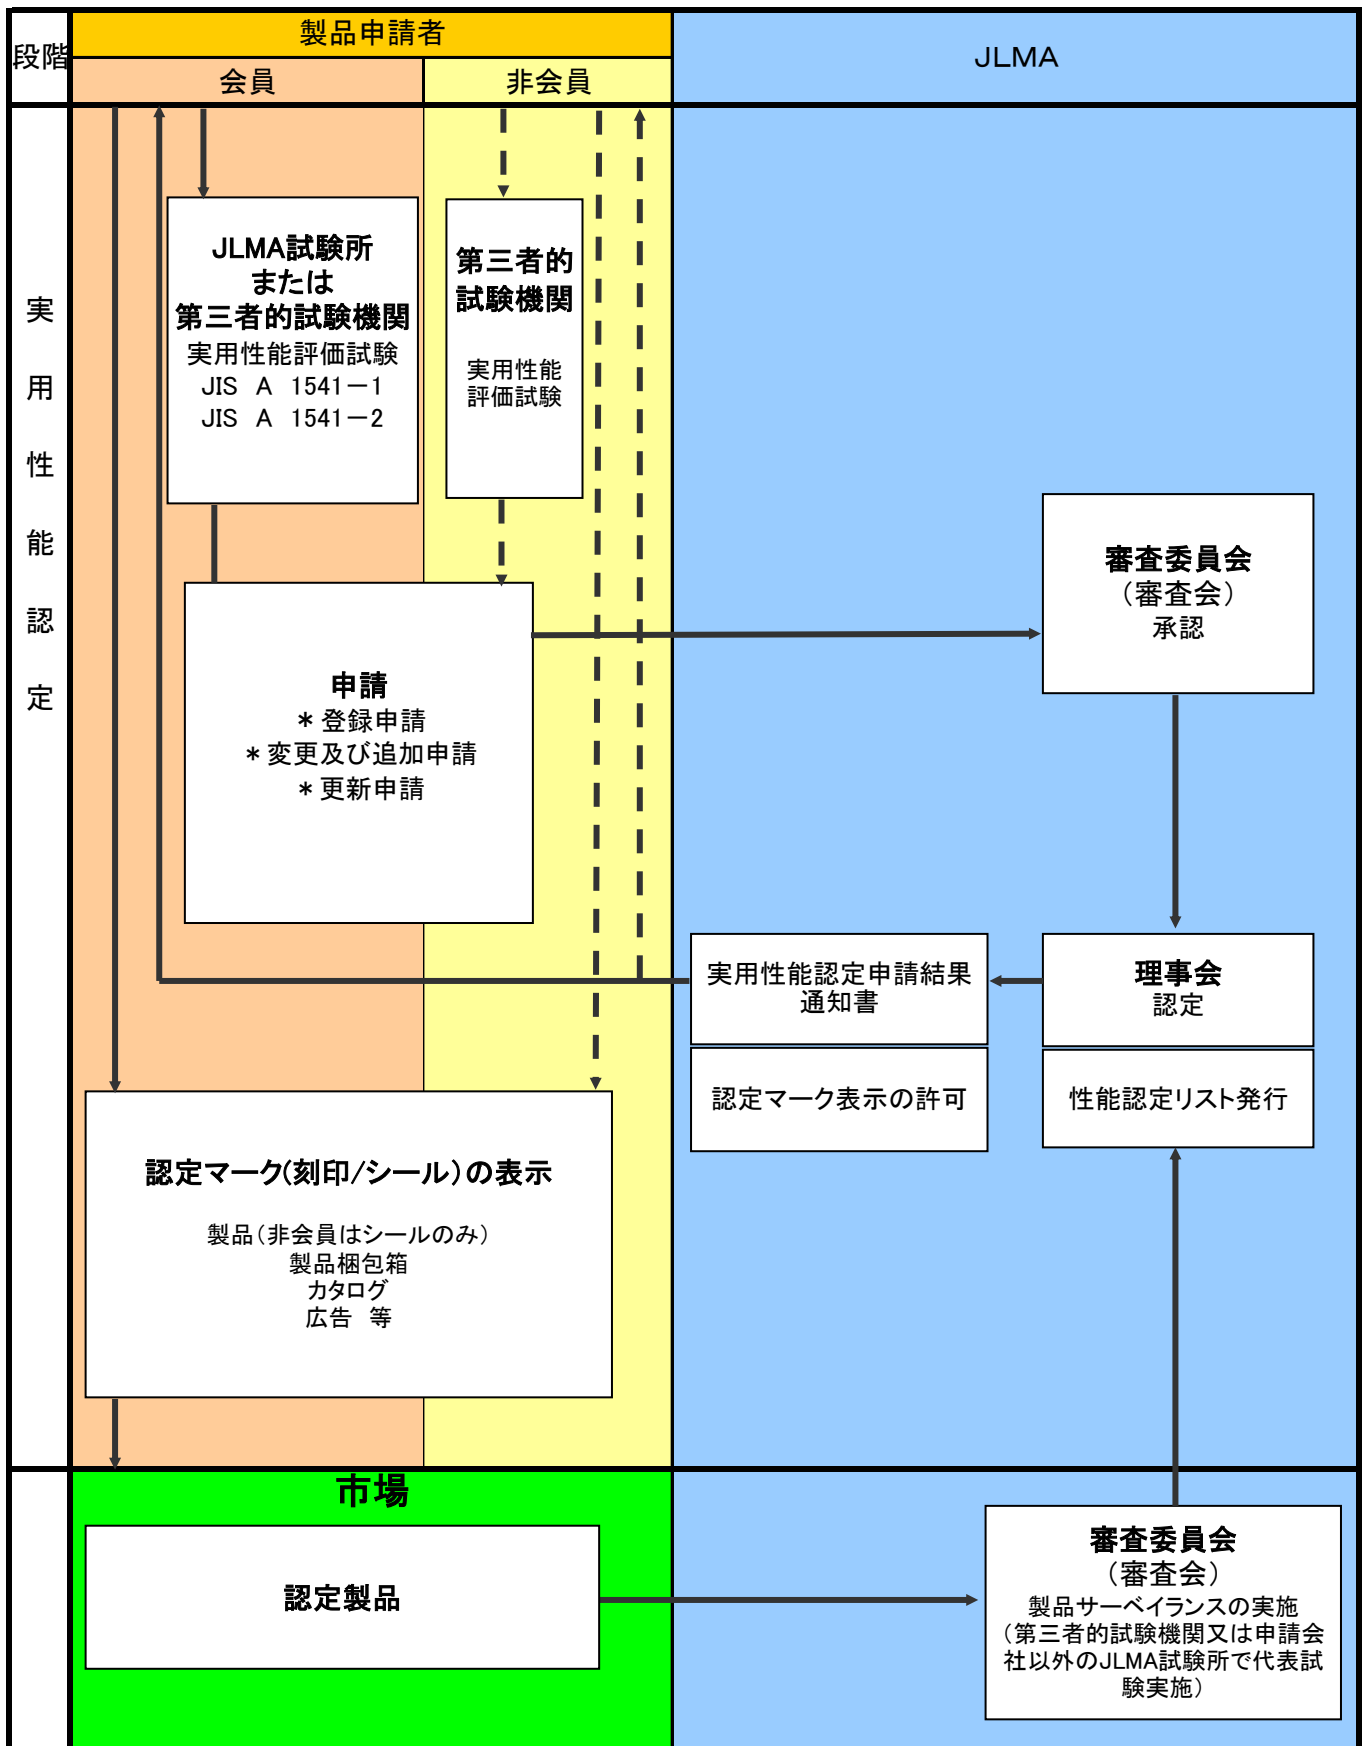 段階
製品申請者
JLMA
会員
非会員
実
用
性
能
認
定
JLMA試験所
または
第三者的試験機関
実用性能評価試験
JIS A 1541－1
JIS A 1541－2
第三者的
試験機関
実用性能
評価試験
審査委員会
（審査会）
承認
申請
＊登録申請
＊変更及び追加申請
＊更新申請
実用性能認定申請結果
通知書
理事会
認定
認定マーク表示の許可
性能認定リスト発行
認定マーク(刻印/シール)の表示
製品（非会員はシールのみ）
製品梱包箱
カタログ
広告　等
市場
認定製品
審査委員会
（審査会）
製品サーベイランスの実施
（第三者的試験機関又は申請会
社以外のJLMA試験所で代表試
験実施）